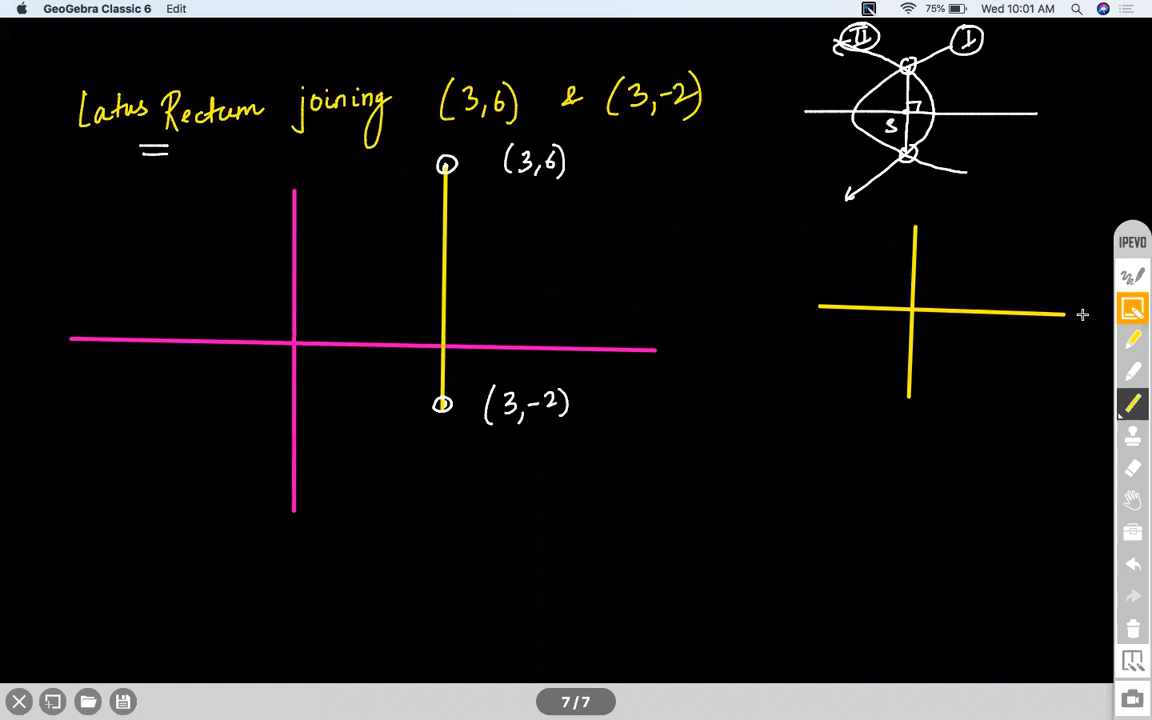 GeoGebra Classic 6 Edit 75% Wed 10:01 AM
II I
Latus Rectum joining (3,6) & (3,-2)
(3,6)
S
IPEVO
(3,-2)
7/7